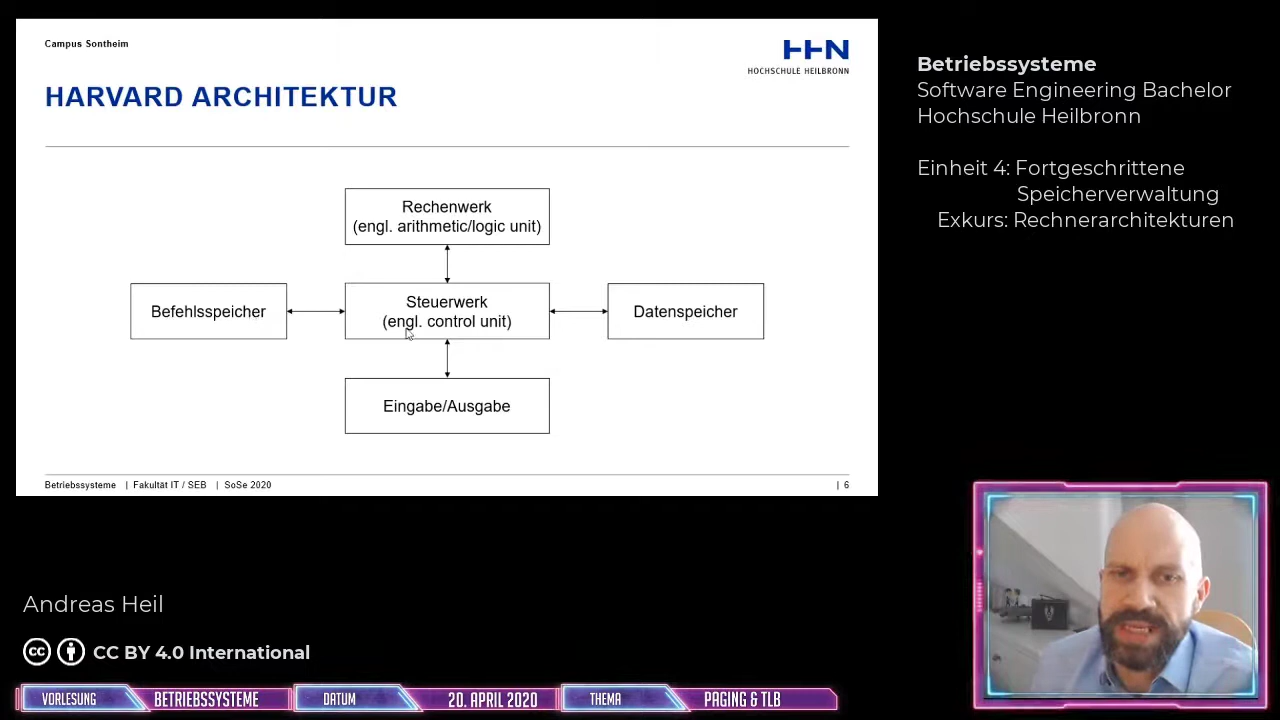 Campus Sontheim
HHN
HOCHSCHULE HEILBRONN
HARVARD ARCHITEKTUR
Rechenwerk
(engl. arithmetic/logic unit)
Befehlsspeicher
Steuerwerk
(engl. control unit)
Datenspeicher
Eingabe/Ausgabe
Betriebssysteme | Fakultät IT / SEB | SoSe 2020
| 6
Betriebssysteme
Software Engineering Bachelor
Hochschule Heilbronn
Einheit 4: Fortgeschrittene
Speicherverwaltung
Exkurs: Rechnerarchitekturen
Andreas Heil
cc CC BY 4.0 International
VORLESUNG BETRIEBSSYSTEME DATUM 20. APRIL 2020 THEMA PAGING & TLB